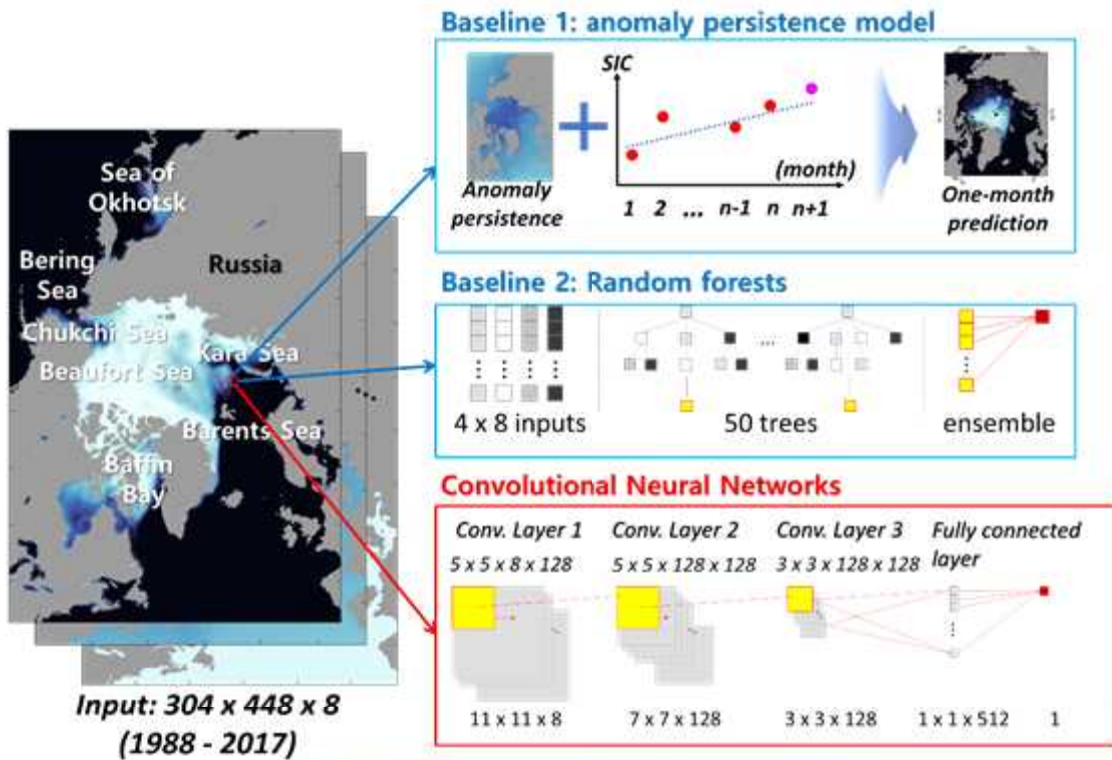 Baseline 1: anomaly persistence model
SIC
(month)
1 2 ... n-1 n n+1
Anomaly
persistence
One-month
prediction
Sea of
Okhotsk
Bering
Sea
Russia
Chukchi Sea
Kara Sea
Beaufort Sea
Barents Sea
Baffin
Bay
Input: 304 x 448 x 8
(1988 - 2017)
Baseline 2: Random forests
4 x 8 inputs
50 trees
ensemble
Convolutional Neural Networks
Conv. Layer 1
5 x 5 x 8 x 128
Conv. Layer 2
5 x 5 x 128 x 128
Conv. Layer 3
3 x 3 x 128 x 128
Fully connected
layer
11 x 11 x 8
7 x 7 x 128
3 x 3 x 128
1 x 1 x 512
1